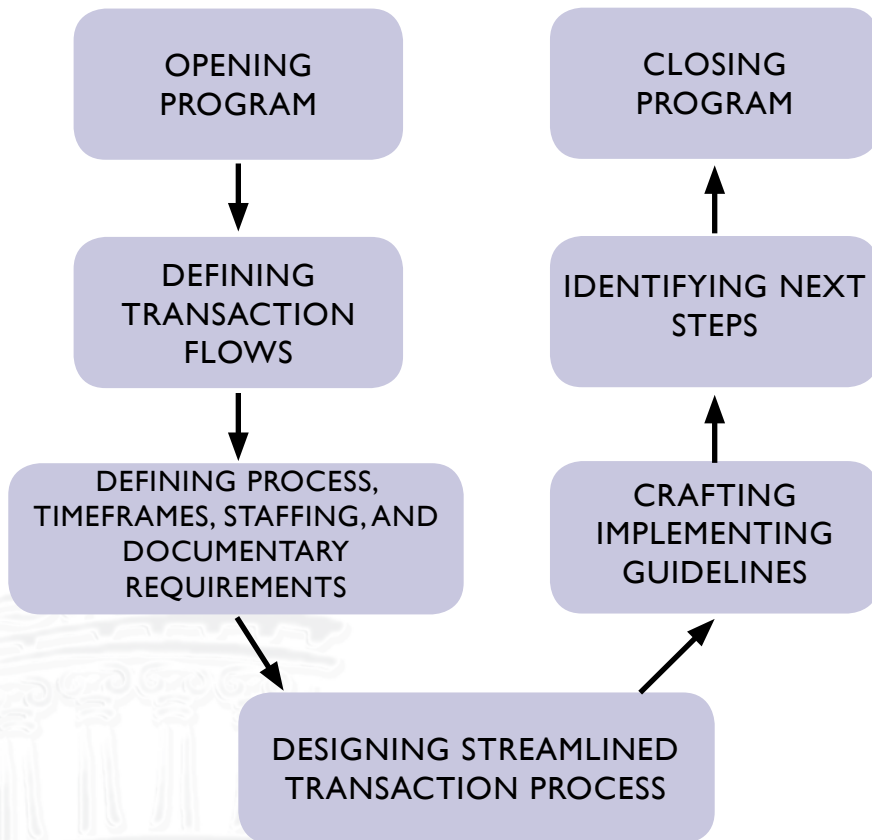 OPENING
PROGRAM
DEFINING
TRANSACTION
FLOWS
DEFINING PROCESS,
TIMEFRAMES, STAFFING, AND
DOCUMENTARY
REQUIREMENTS
DESIGNING STREAMLINED
TRANSACTION PROCESS
CRAFTING
IMPLEMENTING
GUIDELINES
IDENTIFYING NEXT
STEPS
CLOSING
PROGRAM